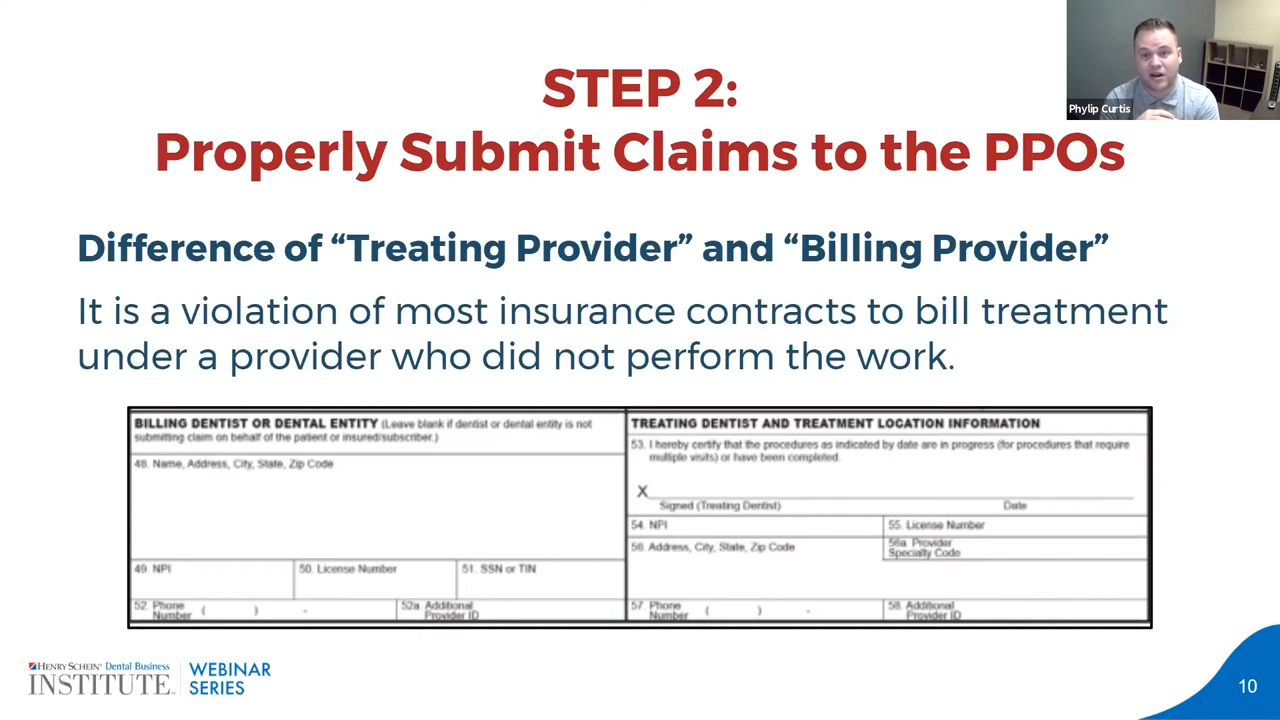 STEP 2:
Properly Submit Claims to the PPOs
Phylip Curtis
Difference of “Treating Provider” and “Billing Provider”
It is a violation of most insurance contracts to bill treatment
under a provider who did not perform the work.
BILLING DENTIST OR DENTAL ENTITY (Leave blank if dentist or dental entity is not
submitting claim on behalf of the patient or insured/subscriber.)
48. Name, Address, City, State, Zip Code
49. NPI
50. License Number
51. SSN or TIN
52. Phone
Number ( ) -
52a. Additional
Provider ID
TREATING DENTIST AND TREATMENT LOCATION INFORMATION
53. I hereby certify that the procedures as indicated by date are in progress (for procedures that require
multiple visits) or have been completed.
X
Signed (Treating Dentist)
Date
54. NPI
55. License Number
56. Address, City, State, Zip Code
56a. Provider
Specialty Code
57. Phone
Number ( ) -
58. Additional
Provider ID
HENRY SCHEIN® Dental Business
INSTITUTE™
WEBINAR
SERIES
10